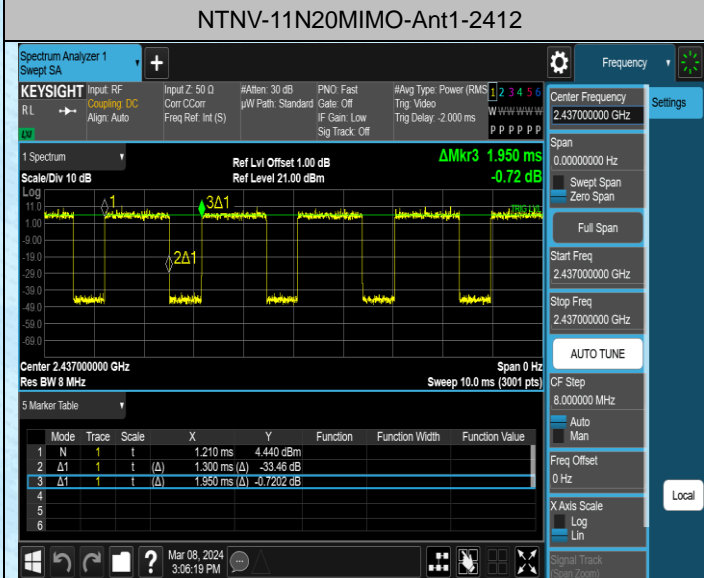 NTNV-11N20MIMO-Ant1-2412
Spectrum Analyzer 1
Swept SA
Frequency
KEYSIGHT
RL
LXI
Input: RF
Coupling: DC
Align: Auto
Input Z: 50 Ω
Corr CCorr
Freq Ref: Int (S)
#Atten: 30 dB
µW Path: Standard
PNO: Fast
Gate: Off
IF Gain: Low
Sig Track: Off
#Avg Type: Power (RMS
Trig: Video
Trig Delay: -2.000 ms
1 2 3 4 5 6
W W W W W W
P P P P P P
Settings
1 Spectrum
Scale/Div 10 dB
Ref Lvl Offset 1.00 dB
Ref Level 21.00 dBm
ΔMkr3 1.950 ms
-0.72 dB
Log
11.0
1.00
-9.00
-19.0
-29.0
-39.0
-49.0
-59.0
-69.0
1
3Δ1
2Δ1
TRIG LVL
Center 2.437000000 GHz
Res BW 8 MHz
Span 0 Hz
Sweep 10.0 ms (3001 pts)
5 Marker Table
Mode Trace Scale X Y Function Function Width Function Value
1 N 1 t 1.210 ms 4.440 dBm
2 Δ1 1 t (Δ) 1.300 ms (Δ) -33.46 dB
3 Δ1 1 t (Δ) 1.950 ms (Δ) -0.7202 dB
4
5
6
Center Frequency
2.437000000 GHz
Span
0.00000000 Hz
Swept Span
Zero Span
Full Span
Start Freq
2.437000000 GHz
Stop Freq
2.437000000 GHz
AUTO TUNE
CF Step
8.000000 MHz
Auto
Man
Freq Offset
0 Hz
X Axis Scale
Log
Lin
Signal Track
(Span Zoom)
Local
Mar 08, 2024
3:06:19 PM